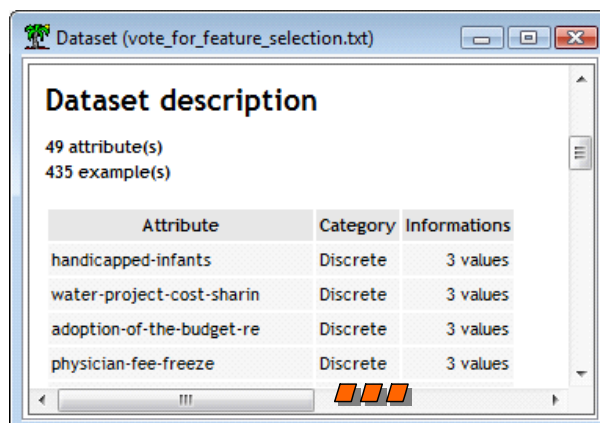 Dataset (vote_for_feature_selection.txt)
Dataset description
49 attribute(s)
435 example(s)
Attribute Category Informations
handicapped-infants Discrete 3 values
water-project-cost-sharin Discrete 3 values
adoption-of-the-budget-re Discrete 3 values
physician-fee-freeze Discrete 3 values